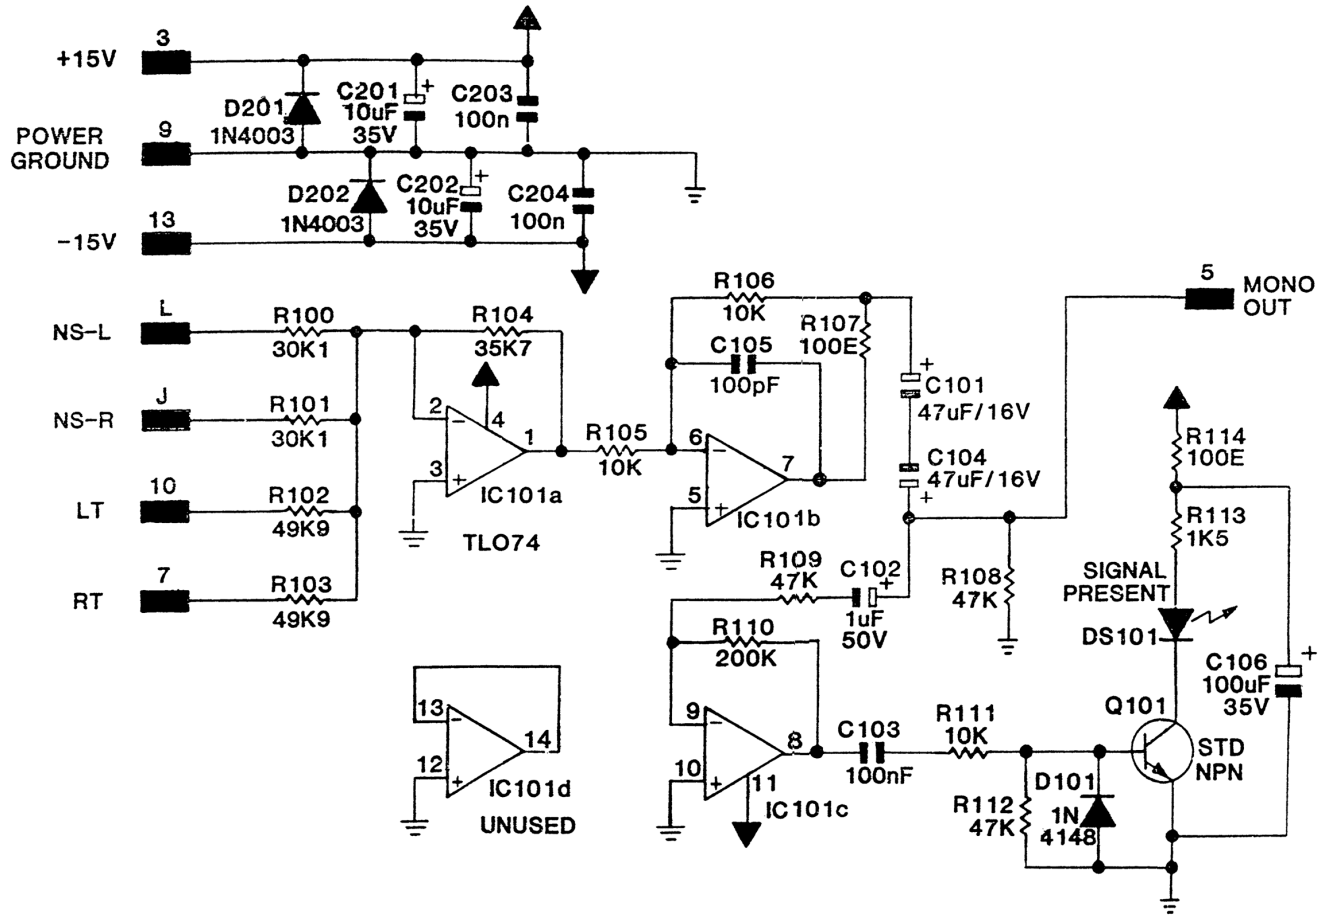 3
+15V
D201
1N4003
C201
+
10uF
35V
C203
100n
POWER
GROUND
9
D202
1N4003
C202
+
10uF
35V
C204
100n
13
-15V
L
NS-L
R100
30K1
R104
35K7
J
NS-R
R101
30K1
2
-
4
1
3
+
IC101a
TL074
10
LT
R102
49K9
7
RT
R103
49K9
R105
10K
R106
10K
R107
100E
C105
100pF
6
-
7
5
+
IC101b
+
C101
47uF/16V
C104
47uF/16V
+
5
MONO
OUT
R114
100E
R113
1K5
SIGNAL
PRESENT
DS101
R109
47K
C102
+
1uF
50V
R108
47K
R110
200K
9
-
8
10
+
11
IC101c
C103
100nF
R111
10K
R112
47K
D101
1N
4148
Q101
STD
NPN
C106
+
100uF
35V
13
-
14
12
+
IC101d
UNUSED